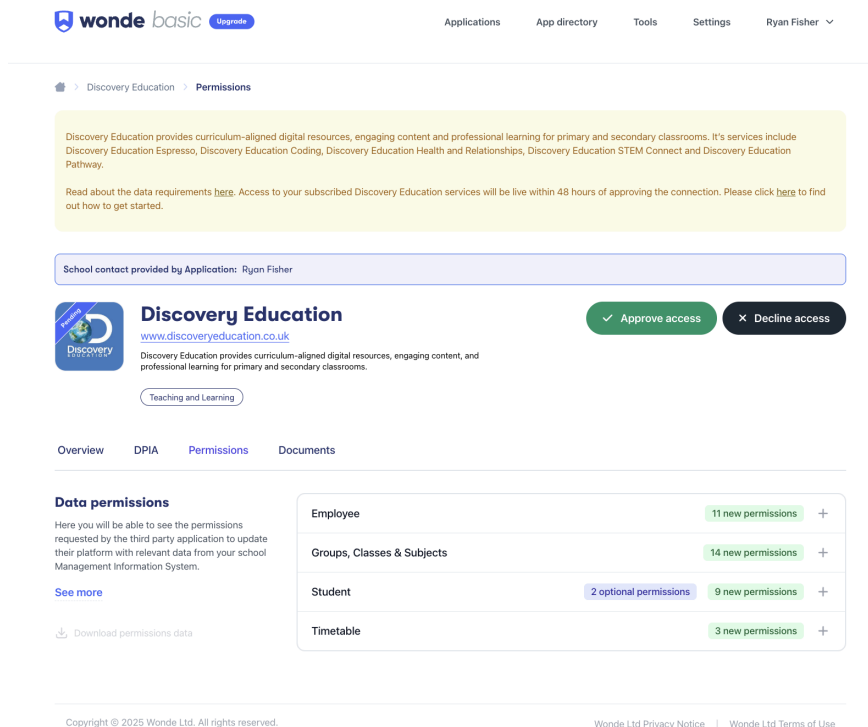 wonde basic Upgrade
Applications App directory Tools Settings Ryan Fisher
Discovery Education > Permissions
Discovery Education provides curriculum-aligned digital resources, engaging content and professional learning for primary and secondary classrooms. It's services include
Discovery Education Espresso, Discovery Education Coding, Discovery Education Health and Relationships, Discovery Education STEM Connect and Discovery Education
Pathway.
Read about the data requirements here. Access to your subscribed Discovery Education services will be live within 48 hours of approving the connection. Please click here to find
out how to get started.
School contact provided by Application: Ryan Fisher
Pending
Discovery
EDUCATION
Discovery Education
www.discoveryeducation.co.uk
Discovery Education provides curriculum-aligned digital resources, engaging content, and
professional learning for primary and secondary classrooms.
Teaching and Learning
Approve access
Decline access
Overview DPIA Permissions Documents
Data permissions
Here you will be able to see the permissions
requested by the third party application to update
their platform with relevant data from your school
Management Information System.
See more
Download permissions data
Employee 11 new permissions
Groups, Classes & Subjects 14 new permissions
Student 2 optional permissions 9 new permissions
Timetable 3 new permissions
Copyright © 2025 Wonde Ltd. All rights reserved.
Wonde Ltd Privacy Notice | Wonde Ltd Terms of Use